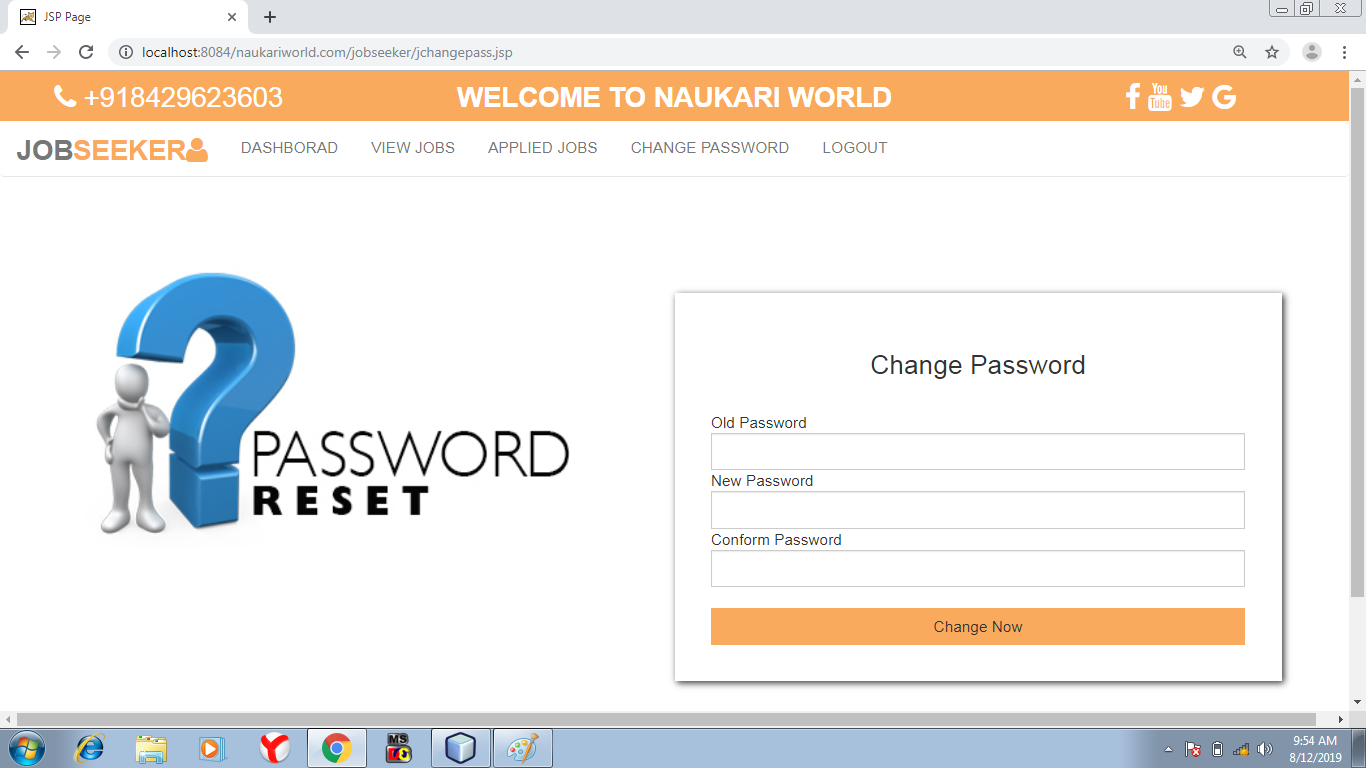 JSP Page
localhost:8084/naukariworld.com/jobseeker/jchangepass.jsp
+918429623603 WELCOME TO NAUKARI WORLD You Tube
JOBSEEKER DASHBORAD VIEW JOBS APPLIED JOBS CHANGE PASSWORD LOGOUT
Change Password
Old Password
PASSWORD
RESET
New Password
Conform Password
Change Now
MS
9:54 AM
8/12/2019